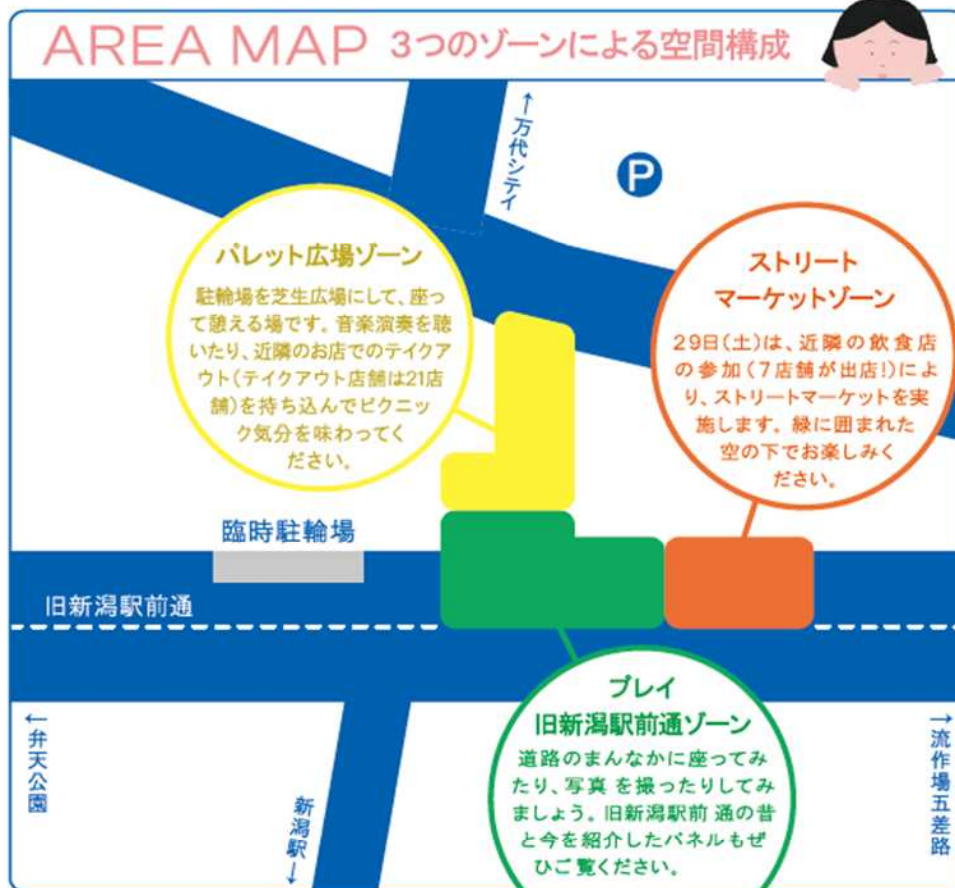 AREA MAP 3つのゾーンによる空間構成
↑万代シテイ
P
パレット広場ゾーン
駐輪場を芝生広場にして、座っ
て憩える場です。音楽演奏を聴
いたり、近隣のお店でのテイクア
ウト(テイクアウト店舗は21店
舗)を持ち込んでピクニッ
ク気分を味わってく
ださい。
ストリート
マーケットゾーン
29日(土)は、近隣の飲食店
の参加(7店舗が出店!)によ
り、ストリートマーケットを実
施します。緑に囲まれた
空の下でお楽しみく
ださい。
臨時駐輪場
旧新潟駅前通
プレイ
旧新潟駅前通ゾーン
道路のまんなかに座ってみ
たり、写真 を撮ったりしてみ
ましょう。旧新潟駅前 通の昔
と今を紹介したパネルもぜ
ひご覧ください。
←弁天公園
新潟駅↓
→流作場五差路